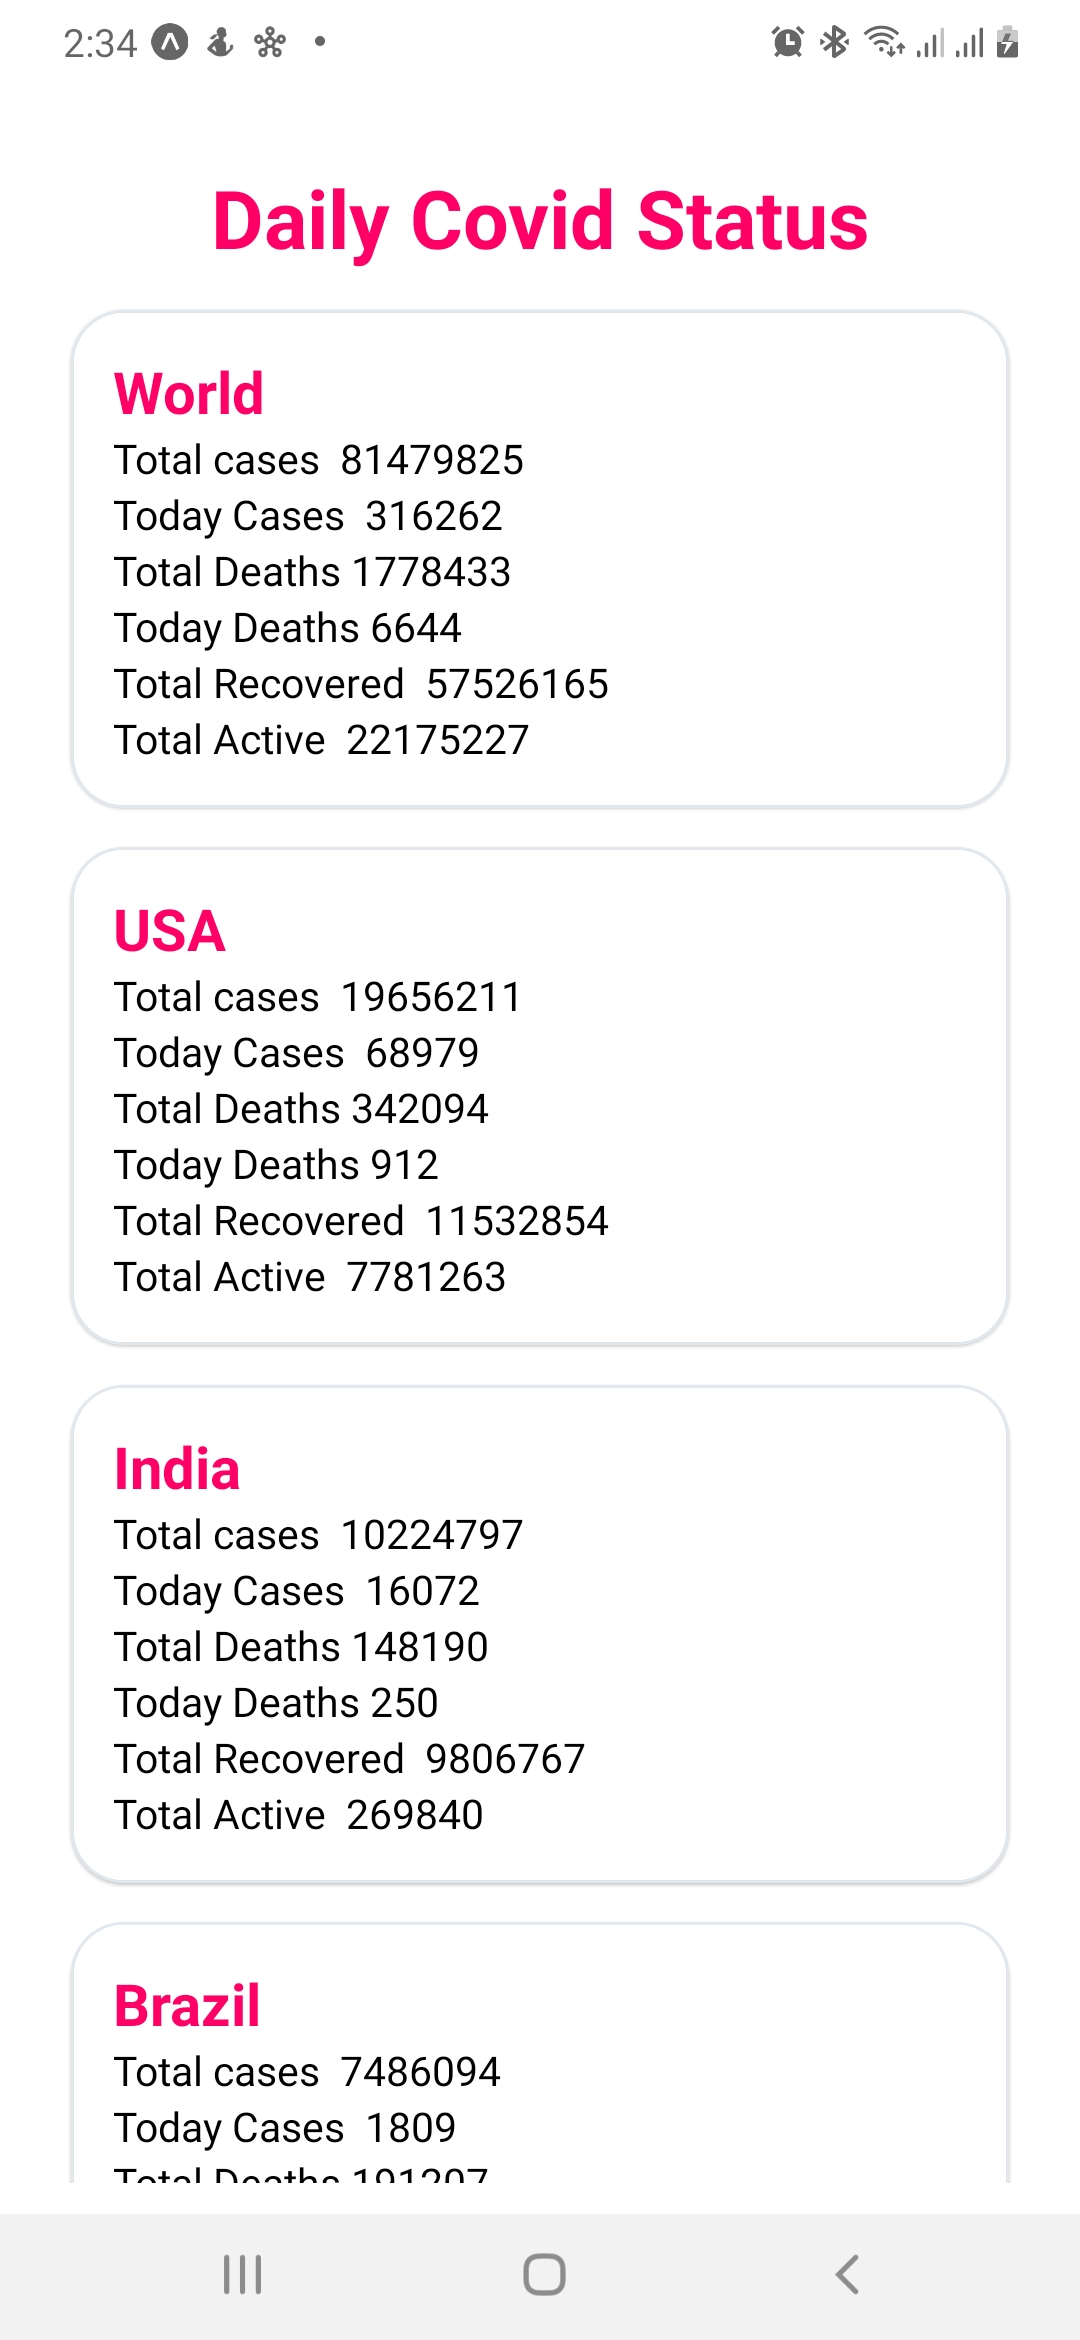 2:34
Daily Covid Status
World
Total cases  81479825
Today Cases  316262
Total Deaths 1778433
Today Deaths 6644
Total Recovered  57526165
Total Active  22175227
USA
Total cases  19656211
Today Cases  68979
Total Deaths 342094
Today Deaths 912
Total Recovered  11532854
Total Active  7781263
India
Total cases  10224797
Today Cases  16072
Total Deaths 148190
Today Deaths 250
Total Recovered  9806767
Total Active  269840
Brazil
Total cases  7486094
Today Cases  1809
Total Deaths